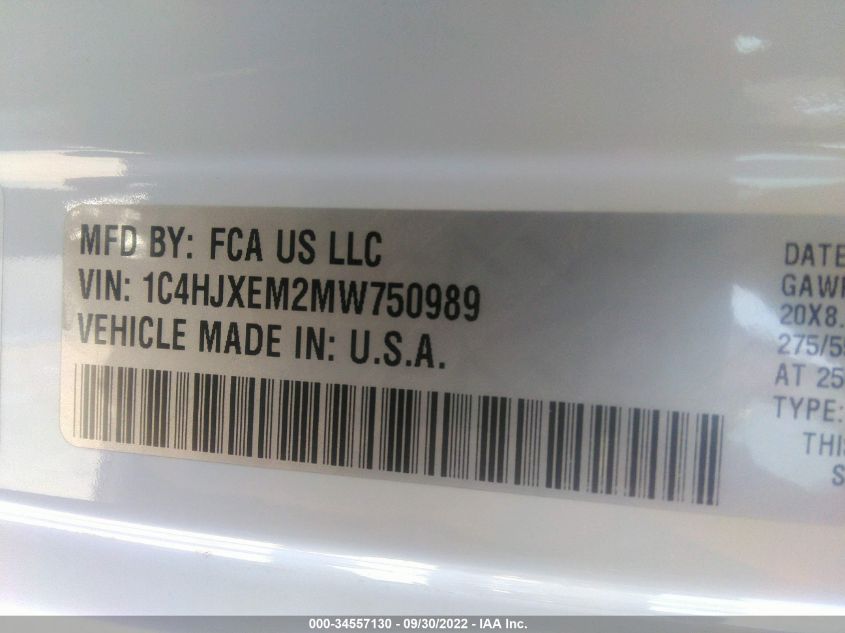 MFD BY: FCA US LLC
VIN: 1C4HJXEM2MW750989
VEHICLE MADE IN: U.S.A.
DATE
GAW
20X8.
275/5
AT 25
TYPE:
THI
S
000-34557130 - 09/30/2022 - IAA Inc.